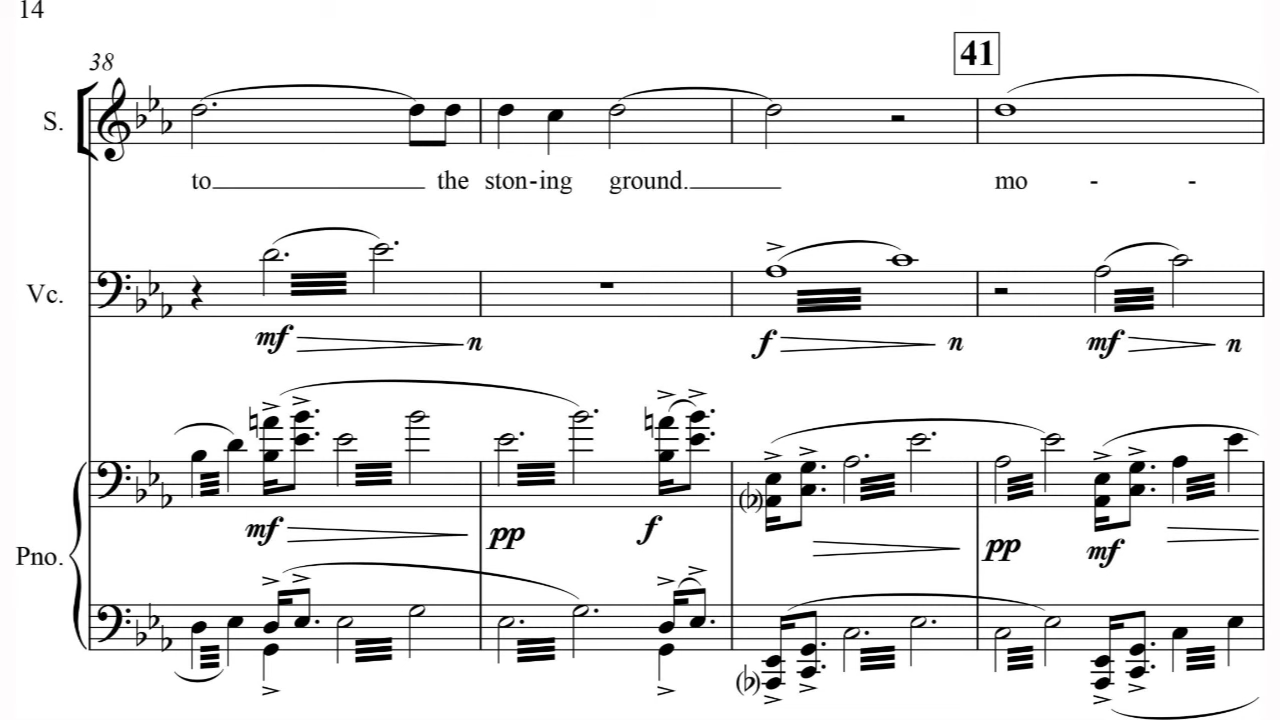 14
38
41
S.
to the ston-ing ground. mo - -
Vc.
mf n f n mf n
mf pp f pp mf
Pno.